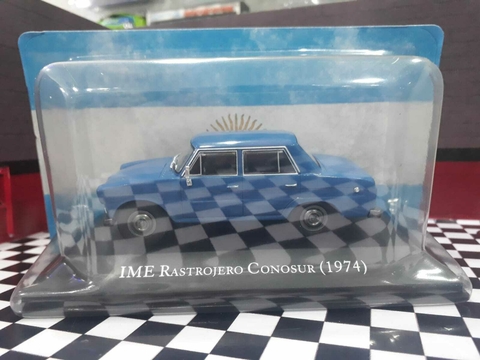 IME RASTROJERO CONOSUR (1974)